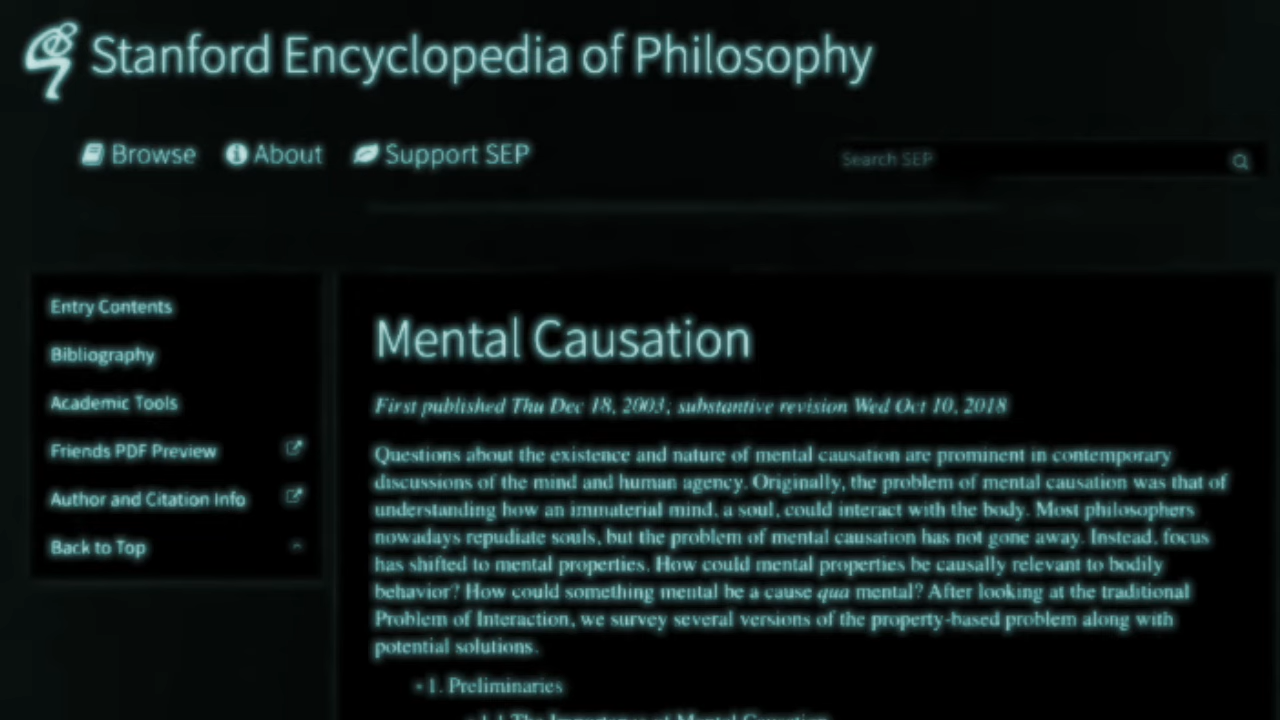 Stanford Encyclopedia of Philosophy
Browse About Support SEP
Search SEP
Entry Contents
Bibliography
Academic Tools
Friends PDF Preview
Author and Citation Info
Back to Top
Mental Causation
First published Thu Dec 18, 2003; substantive revision Wed Oct 10, 2018
Questions about the existence and nature of mental causation are prominent in contemporary
discussions of the mind and human agency. Originally, the problem of mental causation was that of
understanding how an immaterial mind, a soul, could interact with the body. Most philosophers
nowadays repudiate souls, but the problem of mental causation has not gone away. Instead, focus
has shifted to mental properties. How could mental properties be causally relevant to bodily
behavior? How could something mental be a cause qua mental? After looking at the traditional
Problem of Interaction, we survey several versions of the property-based problem along with
potential solutions.
• 1. Preliminaries
• 1.1 The Importance of Mental Causation